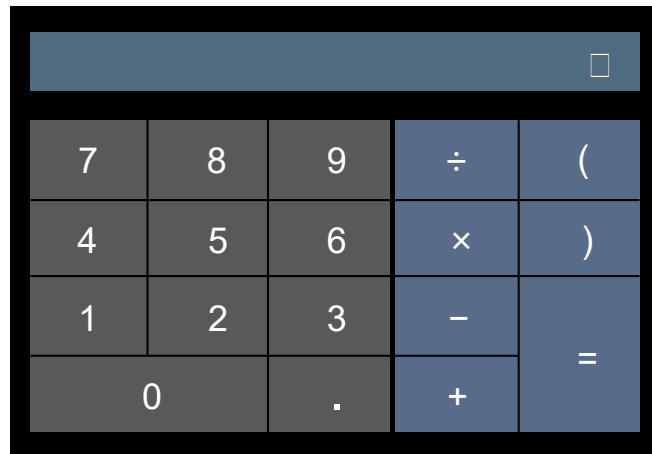 7 8 9 ÷ (
4 5 6 × )
1 2 3 −
=
0 . +